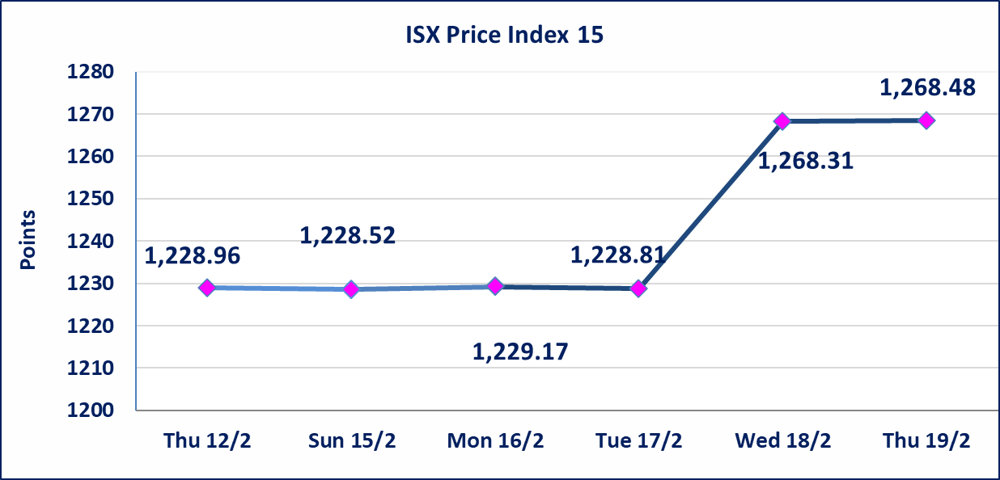 ISX Price Index 15
1280
1270
1260
1250
1240
1230
1220
1210
1200
Points
1,228.96
1,228.52
1,229.17
1,228.81
1,268.31
1,268.48
Thu 12/2
Sun 15/2
Mon 16/2
Tue 17/2
Wed 18/2
Thu 19/2